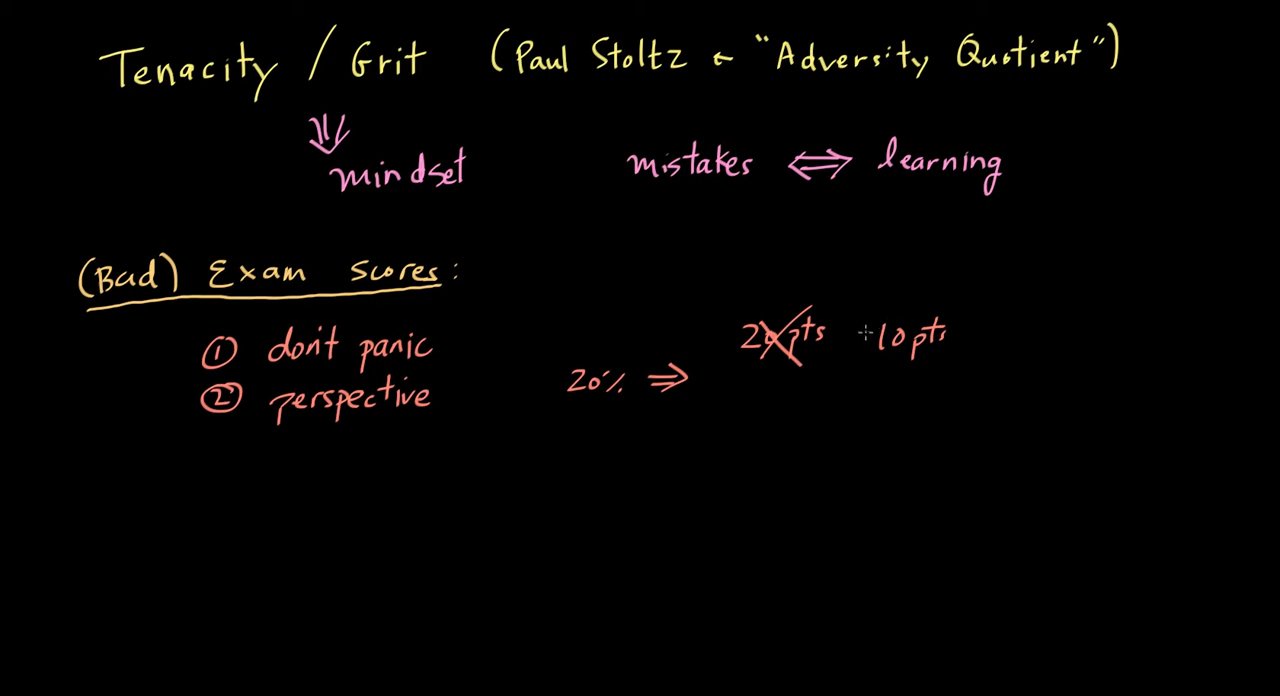 Tenacity / Grit (Paul Stoltz ← "Adversity Quotient")
⇓
mindset mistakes ⇔ learning
(Bad) Exam scores:
① don't panic
② perspective
20% ⇒ 20pts 10pts